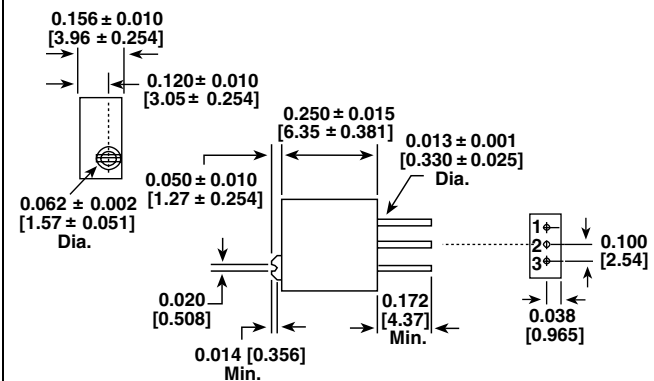 0.156 ± 0.010
[3.96 ± 0.254]
0.120 ± 0.010
[3.05 ± 0.254]
0.062 ± 0.002
[1.57 ± 0.051]
Dia.
0.250 ± 0.015
[6.35 ± 0.381]
0.050 ± 0.010
[1.27 ± 0.254]
0.013 ± 0.001
[0.330 ± 0.025]
Dia.
0.020
[0.508]
0.014 [0.356]
Min.
0.172
[4.37]
Min.
1
2
3
0.100
[2.54]
0.038
[0.965]